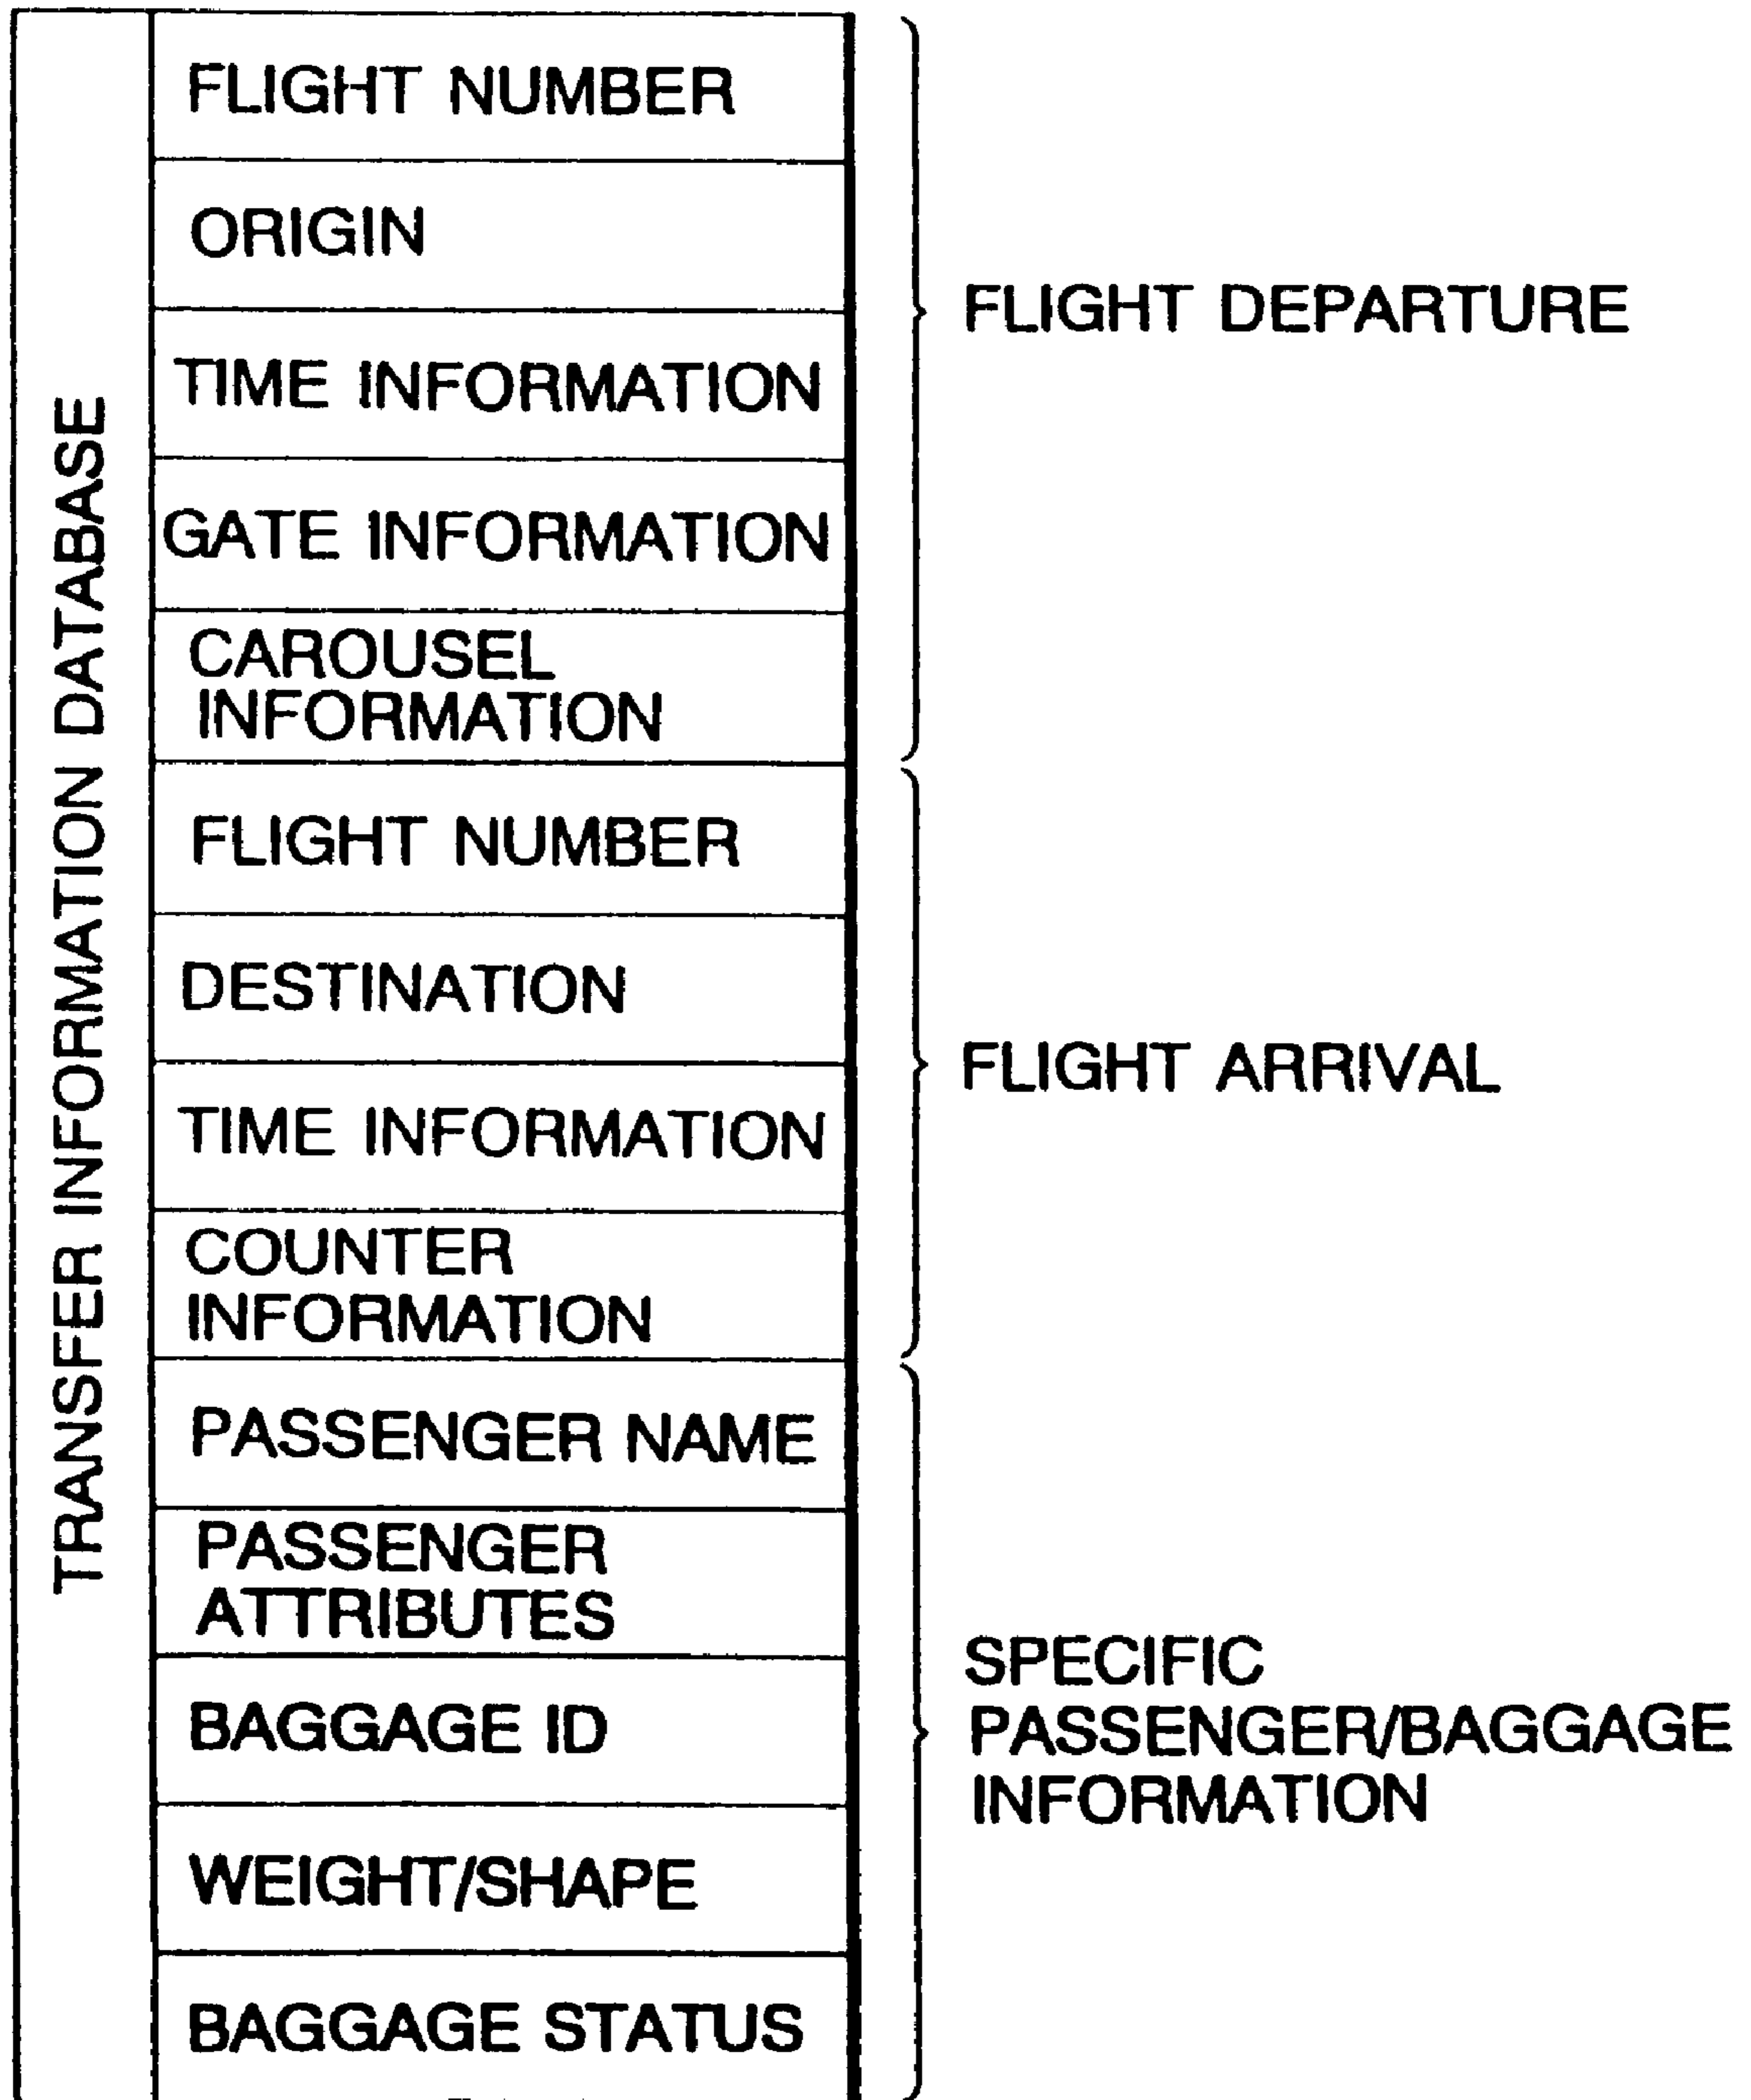 TRANSFER INFORMATION DATABASE
FLIGHT NUMBER
ORIGIN
TIME INFORMATION
GATE INFORMATION
CAROUSEL
INFORMATION
FLIGHT DEPARTURE
FLIGHT NUMBER
DESTINATION
TIME INFORMATION
COUNTER
INFORMATION
FLIGHT ARRIVAL
PASSENGER NAME
PASSENGER
ATTRIBUTES
BAGGAGE ID
WEIGHT/SHAPE
BAGGAGE STATUS
SPECIFIC
PASSENGER/BAGGAGE
INFORMATION